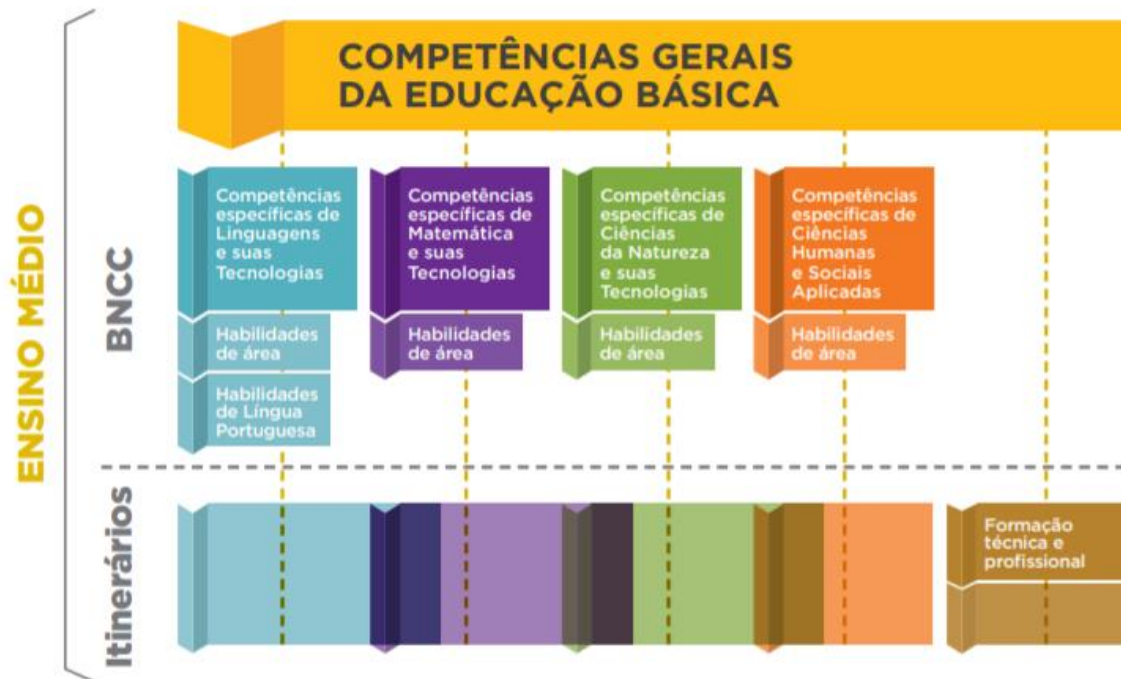 COMPETÊNCIAS GERAIS
DA EDUCAÇÃO BÁSICA
ENSINO MÉDIO
BNCC
Competências
específicas de
Linguagens
e suas
Tecnologias
Habilidades
de área
Habilidades
de Língua
Portuguesa
Competências
específicas de
Matemática
e suas
Tecnologias
Habilidades
de área
Competências
específicas de
Ciências
da Natureza
e suas
Tecnologias
Habilidades
de área
Competências
específicas de
Ciências
Humanas
e Sociais
Aplicadas
Habilidades
de área
Itinerários
Formação
técnica e
profissional